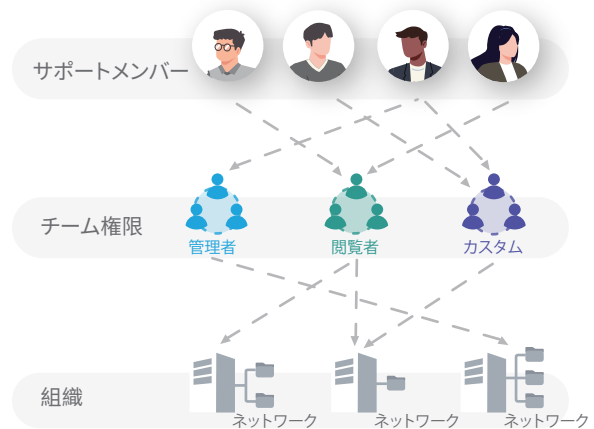 サポートメンバー
チーム権限
管理者
閲覧者
カスタム
組織
ネットワーク
ネットワーク
ネットワーク